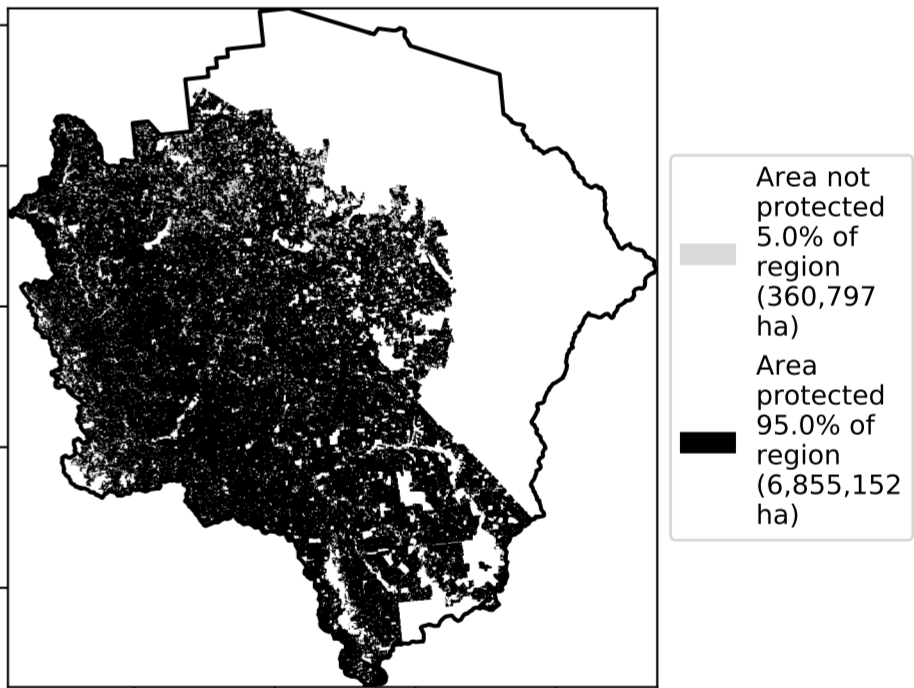 Area not
protected
5.0% of
region
(360,797
ha)
Area
protected
95.0% of
region
(6,855,152
ha)